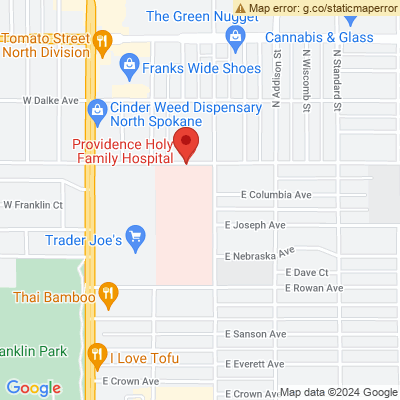 Map error: g.co/staticmaperror
The Green Nugget
Tomato Street
North Division
Cannabis & Glass
Franks Wide Shoes
N Addison St
N Wiscomb St
N Standard St
W Dalke Ave
Cinder Weed Dispensary
North Spokane
Providence Holy
Family Hospital
E Columbia Ave
W Franklin Ct
E Joseph Ave
Trader Joe's
E Nebraska Ave
E Dave Ct
E Rowan Ave
Thai Bamboo
E Sanson Ave
anklin Park
I Love Tofu
E Everett Ave
E Crown Ave
E Crown Ave
Google
Map data ©2024 Google